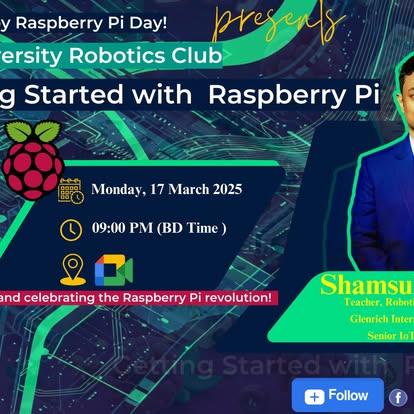 y Raspberry Pi Day!
presents
versity Robotics Club
g Started with Raspberry Pi
Monday, 17 March 2025
09:00 PM (BD Time )
and celebrating the Raspberry Pi revolution!
Shamsu
Teacher, Roboti
Glenrich Inter
Senior IoT
Getting Started with R
Follow